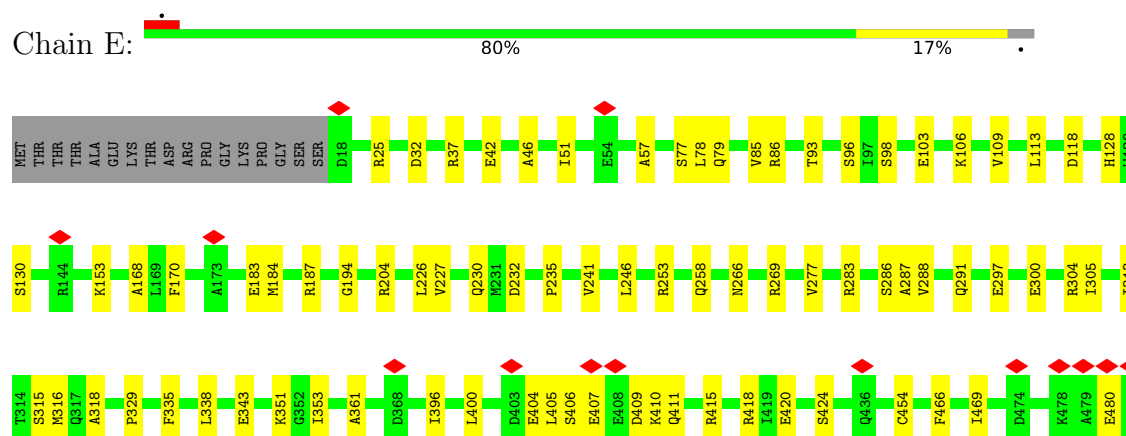 Chain E:
80% 17%
MET THR THR THR ALA GLU LYS THR ASP ARG PRO GLY LYS PRO GLY SER SER D18 R25 D32 R37 E42 A46 I51 E54 A57 S77 L78 Q79 V85 R86 T93 S96 I97 S98 E103 K106 V109 L113 D118 H128
S130 R144 K153 A168 L169 F170 A173 E183 M184 R187 G194 R204 L226 V227 Q230 M231 D232 P235 V241 L246 R253 Q258 N266 R269 V277 R283 S286 A287 V288 Q291 E297 E300 R304 I305
T314 S315 M316 Q317 A318 P329 F335 L338 E343 K351 G352 I353 A361 D368 I396 L400 D403 E404 L405 S406 E407 E408 D409 K410 Q411 R415 R418 I419 E420 S424 Q436 C454 F466 I469 D474 K478 A479 E480